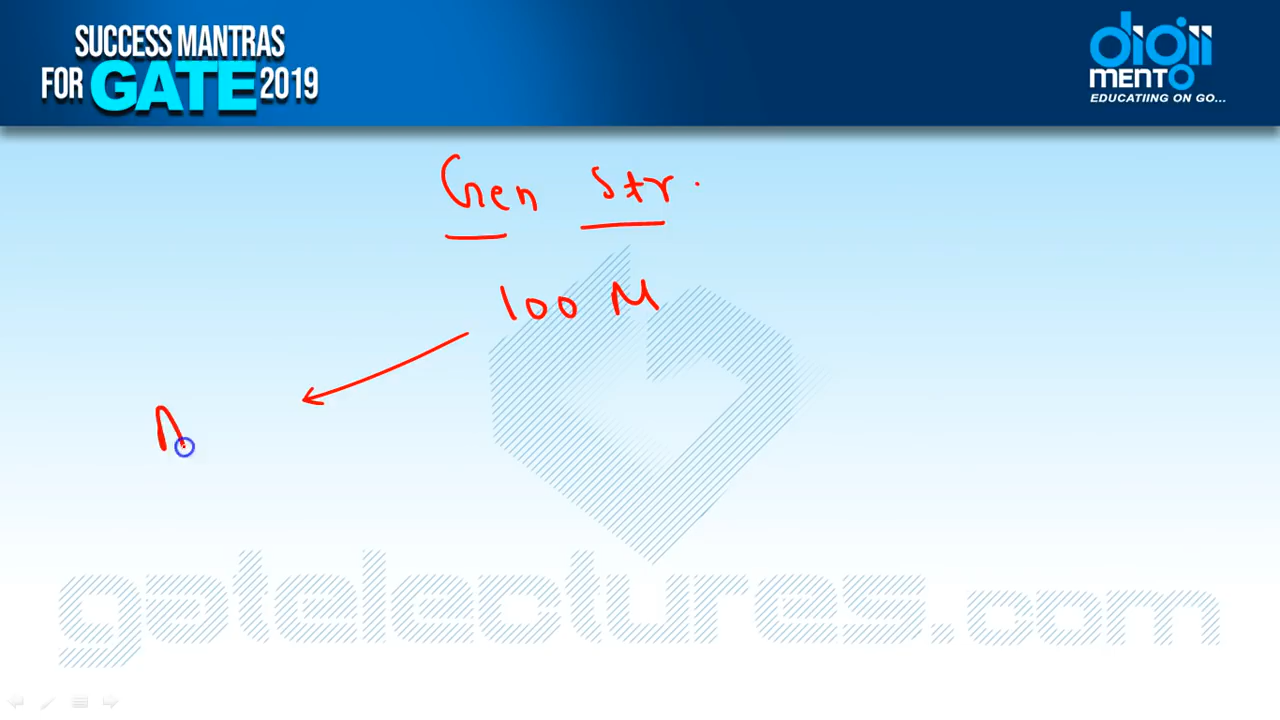 SUCCESS MANTRAS
FOR GATE 2019
digii
MENTO
EDUCATIING ON GO...
Gen Str.
100 M
gatelectures.com